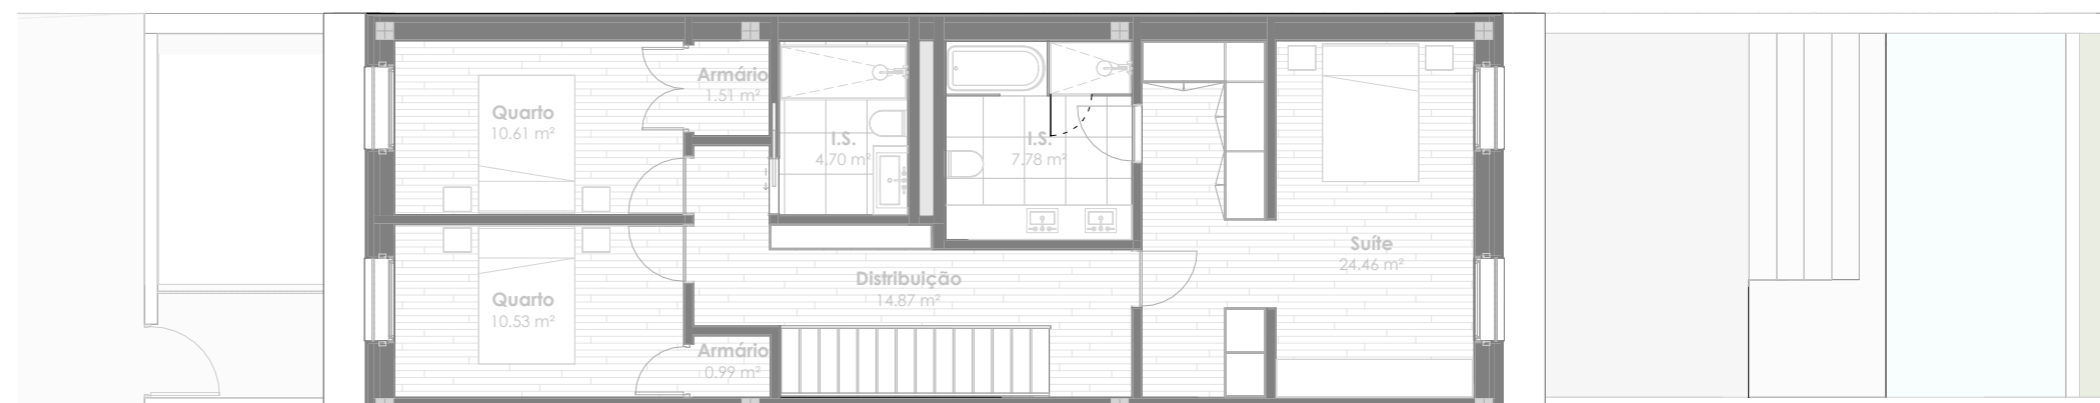 Armário
1.51 m²
Quarto
10.61 m²
I.S.
4.70 m²
I.S.
7.78 m²
Suíte
24.46 m²
Distribuição
14.87 m²
Quarto
10.53 m²
Armário
0.99 m²